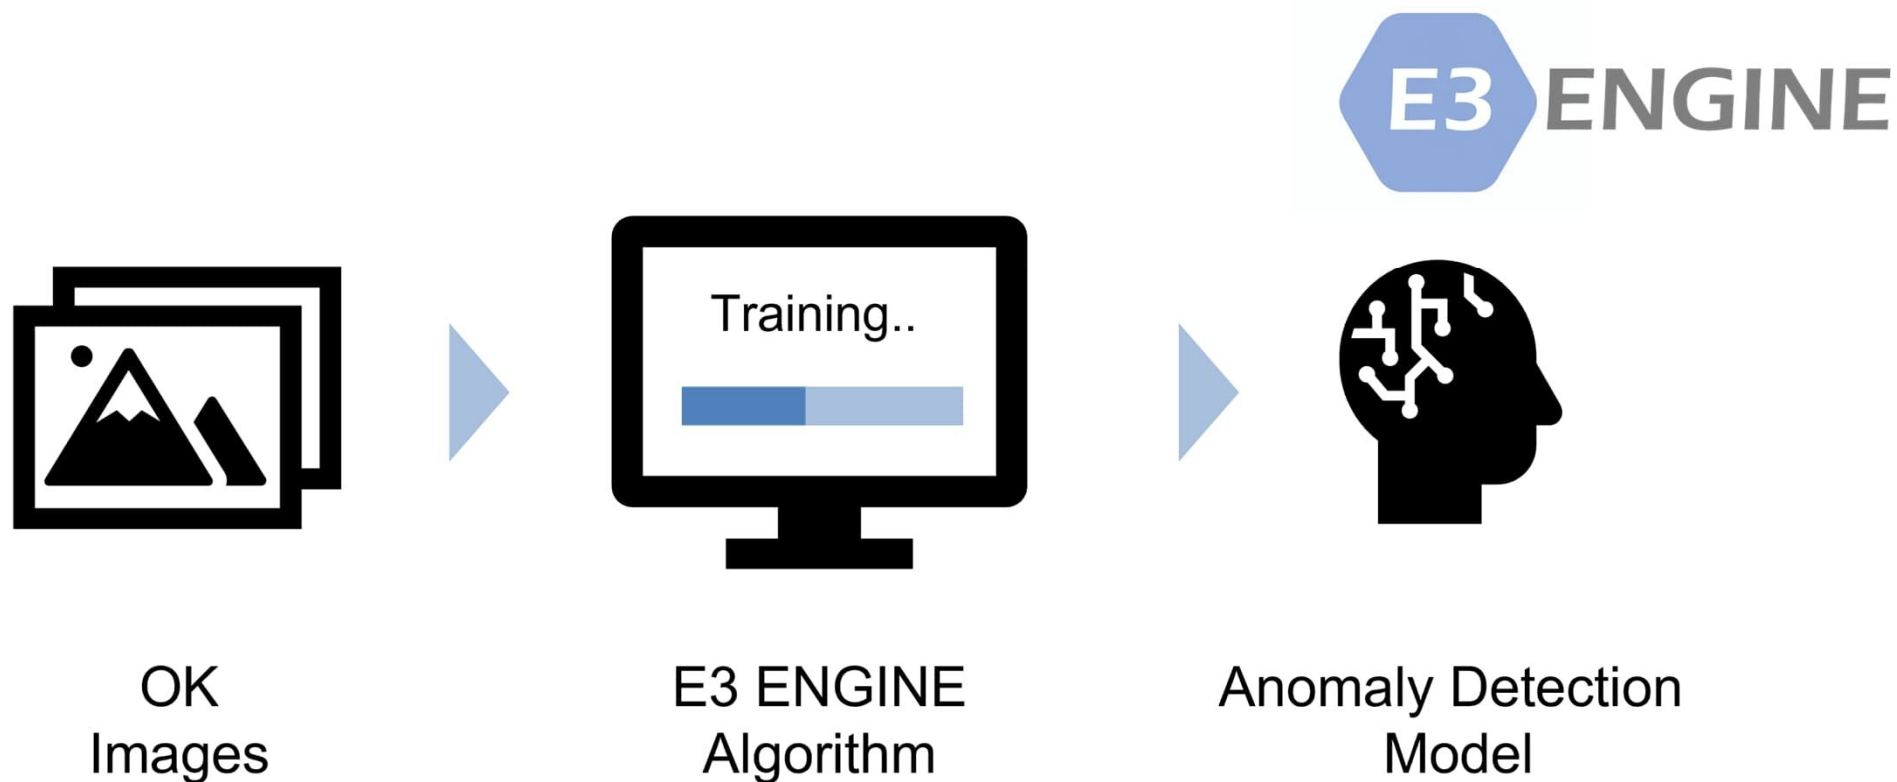 E3 ENGINE
Training..
OK
Images
E3 ENGINE
Algorithm
Anomaly Detection
Model